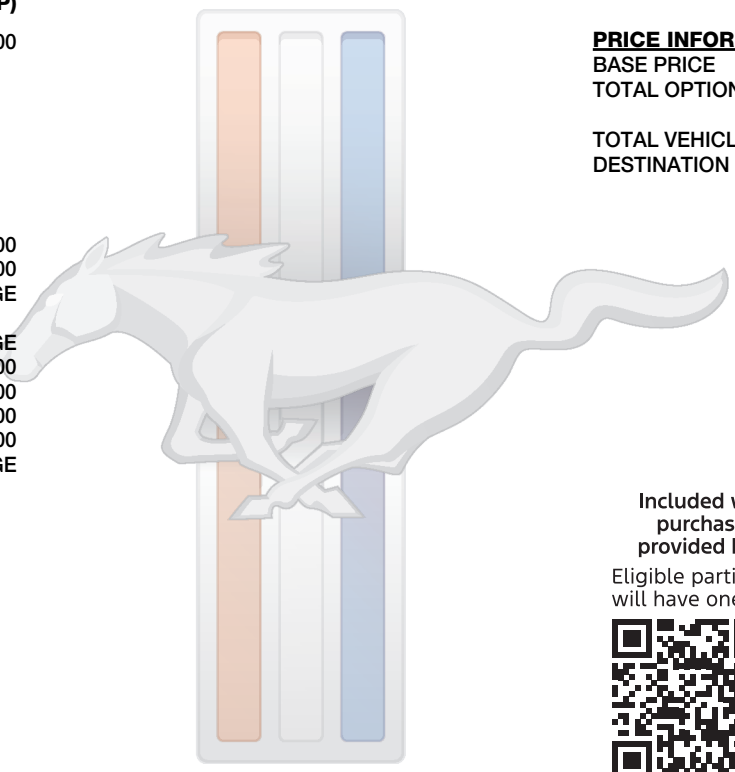 P)
00
00
00
GE
GE
00
00
00
00
GE
PRICE INFOR
BASE PRICE
TOTAL OPTION
TOTAL VEHICL
DESTINATION
Included w
purchas
provided b
Eligible parti
will have one